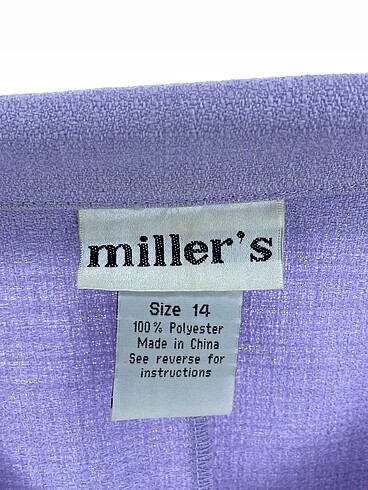 miller's
Size 14
100% Polyester
Made in China
See reverse for
instructions